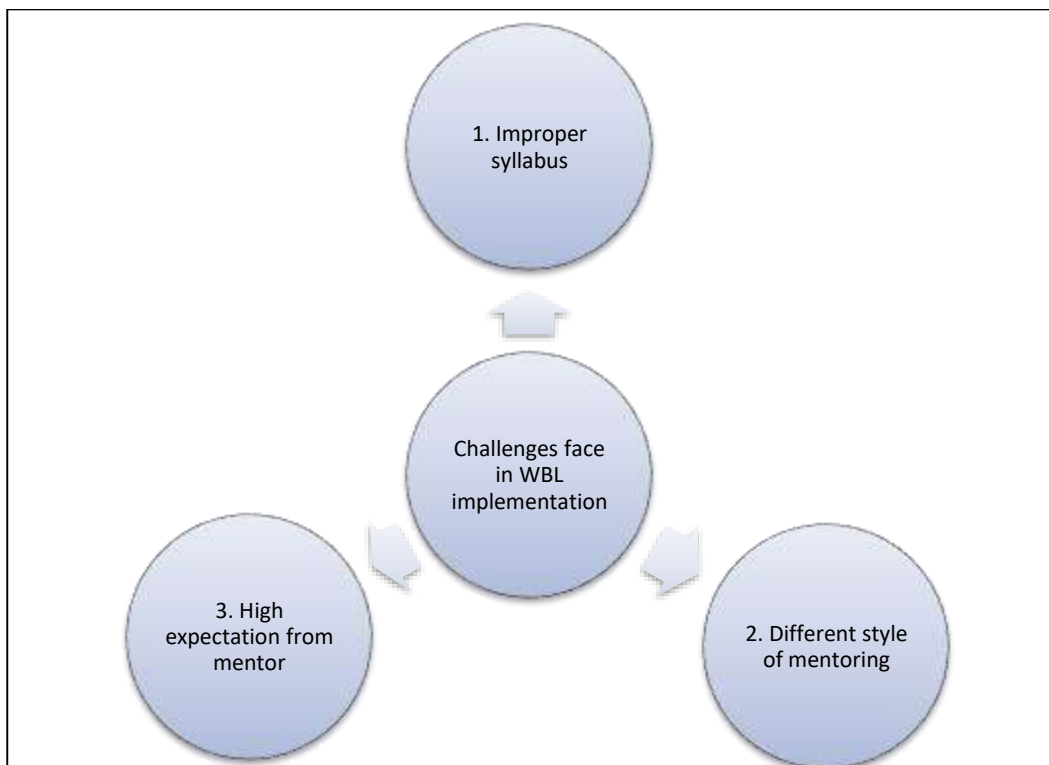 1. Improper
syllabus
Challenges face
in WBL
implementation
3. High
expectation from
mentor
2. Different style
of mentoring